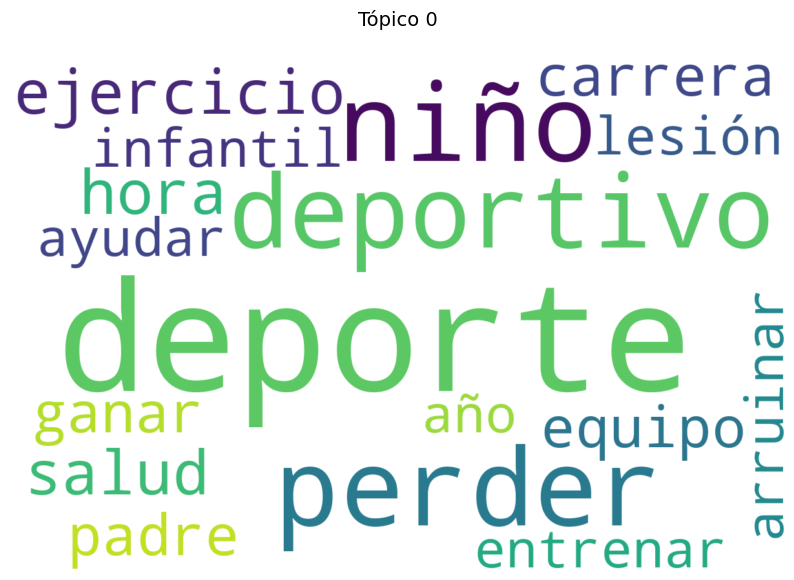 Tópico 0
ejercicio
niño
carrera
infantil
lesión
hora
deportivo
ayudar
deporte
arruinar
ganar
año
equipo
salud
perder
padre
entrenar